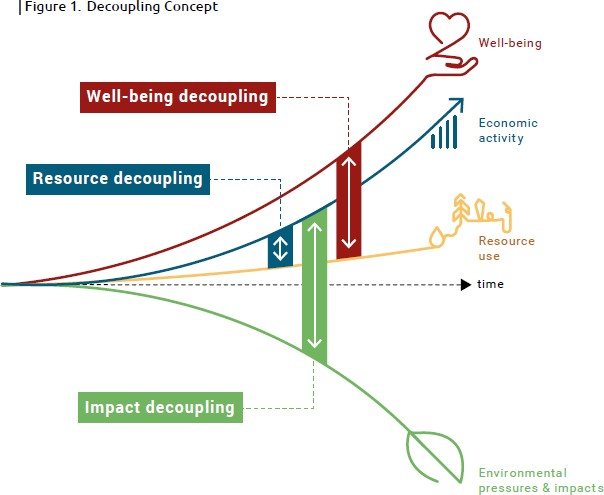 Figure 1. Decoupling Concept
Well-being
Well-being decoupling
Economic
activity
Resource decoupling
Resource
use
time
Impact decoupling
Environmental
pressures & impacts